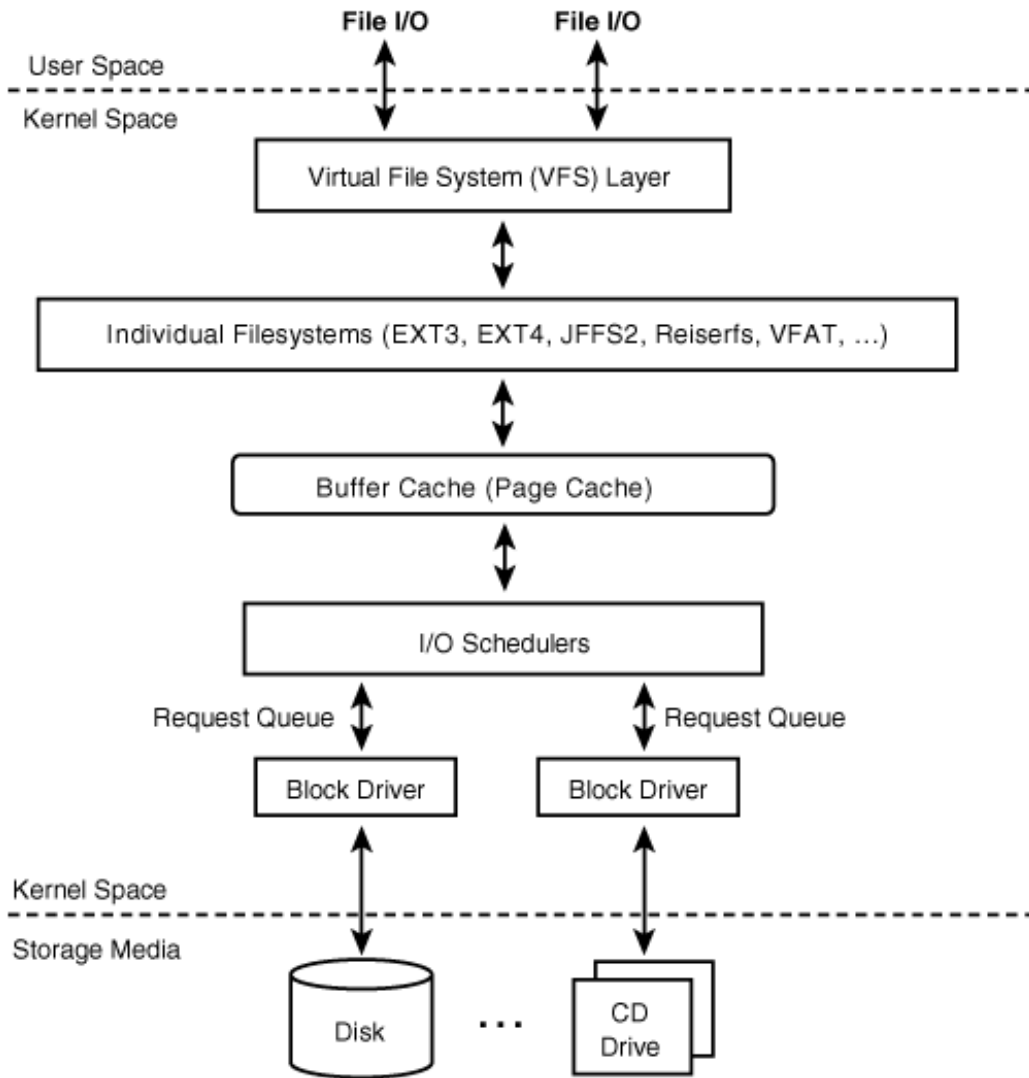 File I/O File I/O
User Space
Kernel Space
Virtual File System (VFS) Layer
Individual Filesystems (EXT3, EXT4, JFFS2, Reiserfs, VFAT, ...)
Buffer Cache (Page Cache)
I/O Schedulers
Request Queue Request Queue
Block Driver Block Driver
Kernel Space
Storage Media
Disk
...
CD
Drive